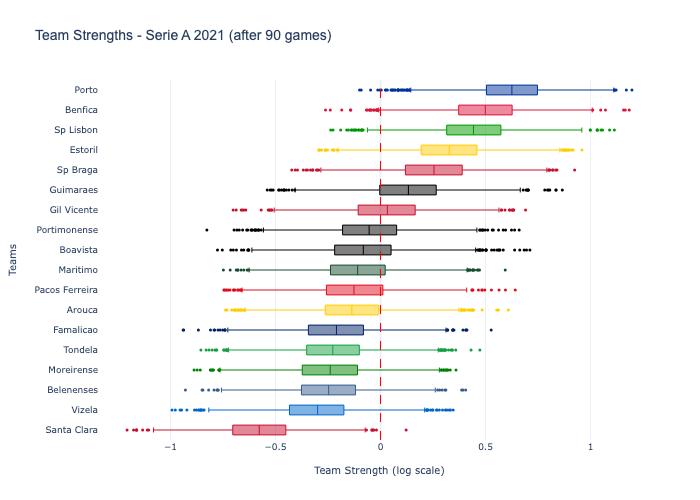 Team Strengths - Serie A 2021 (after 90 games)
Porto
Benfica
Sp Lisbon
Estoril
Sp Braga
Guimaraes
Gil Vicente
Portimonense
Boavista
Maritimo
Pacos Ferreira
Arouca
Famalicao
Tondela
Moreirense
Belenenses
Vizela
Santa Clara
Teams
−1 −0.5 0 0.5 1
Team Strength (log scale)